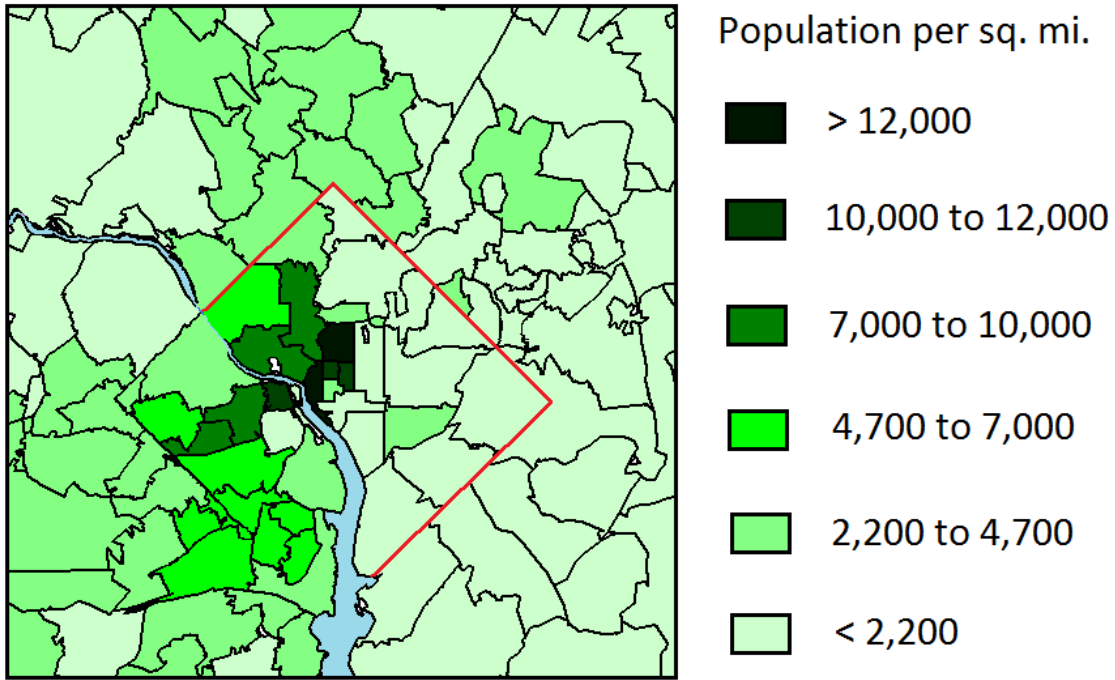 Population per sq. mi.
> 12,000
10,000 to 12,000
7,000 to 10,000
4,700 to 7,000
2,200 to 4,700
< 2,200